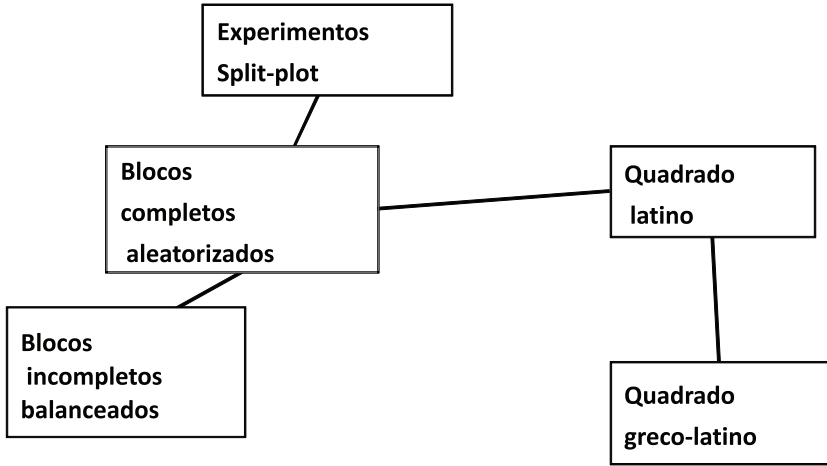 Experimentos
Split-plot
Blocos
completos
aleatorizados
Quadrado
latino
Blocos
incompletos
balanceados
Quadrado
greco-latino